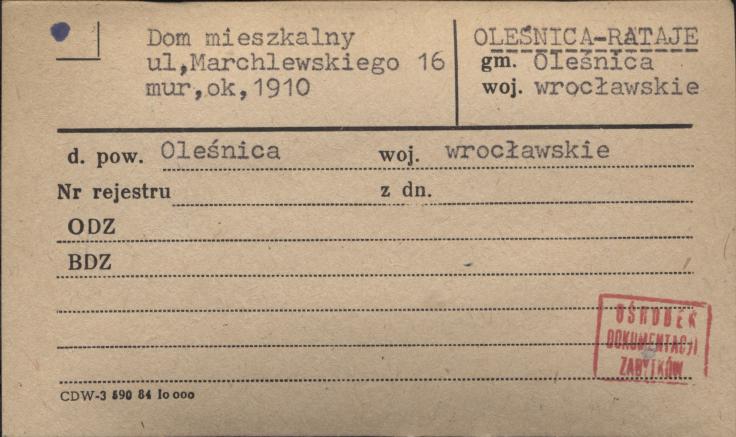 Dom mieszkalny
ul,Marchlewskiego 16
mur,ok,1910
OLEŚNICA-RATAJE
gm. Oleśnica
woj. wrocławskie
d. pow. Oleśnica woj. wrocławskie
Nr rejestru z dn.
ODZ
BDZ
OŚRODEK
DOKUMENTACJI
ZABYTKÓW
CDW-3 590 84 10 000